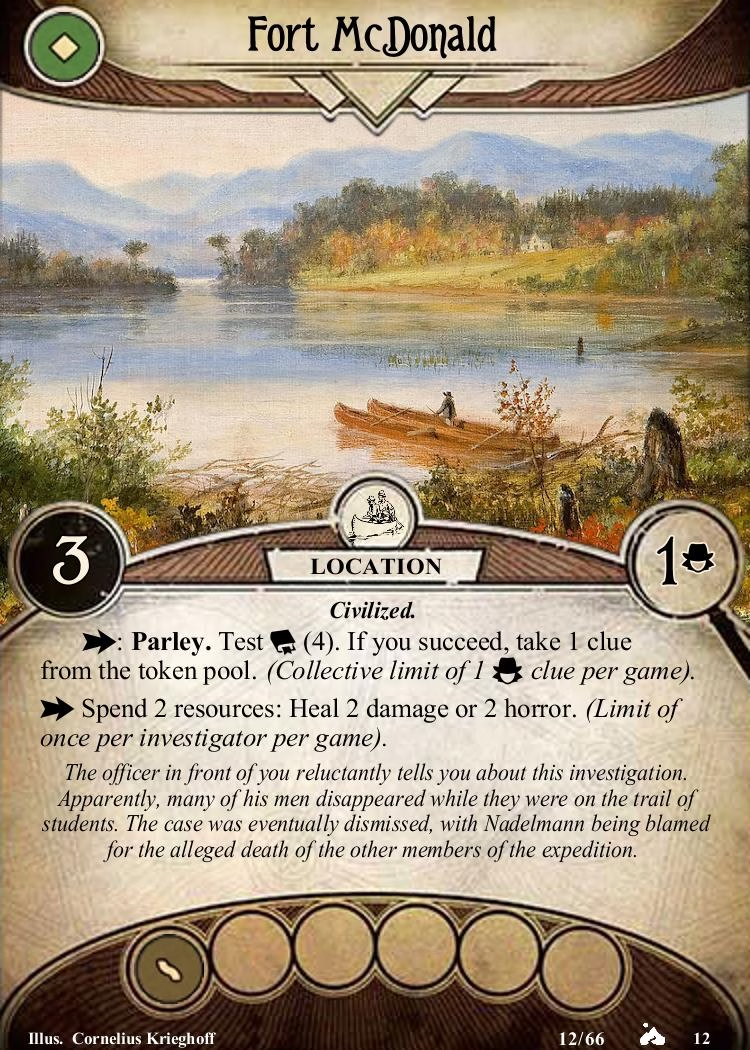 Fort McDonald
3
1
LOCATION
Civilized.
: Parley. Test (4). If you succeed, take 1 clue
from the token pool. (Collective limit of 1 clue per game).
Spend 2 resources: Heal 2 damage or 2 horror. (Limit of
once per investigator per game).
The officer in front of you reluctantly tells you about this investigation.
Apparently, many of his men disappeared while they were on the trail of
students. The case was eventually dismissed, with Nadelmann being blamed
for the alleged death of the other members of the expedition.
Illus. Cornelius Krieghoff
12/66
12